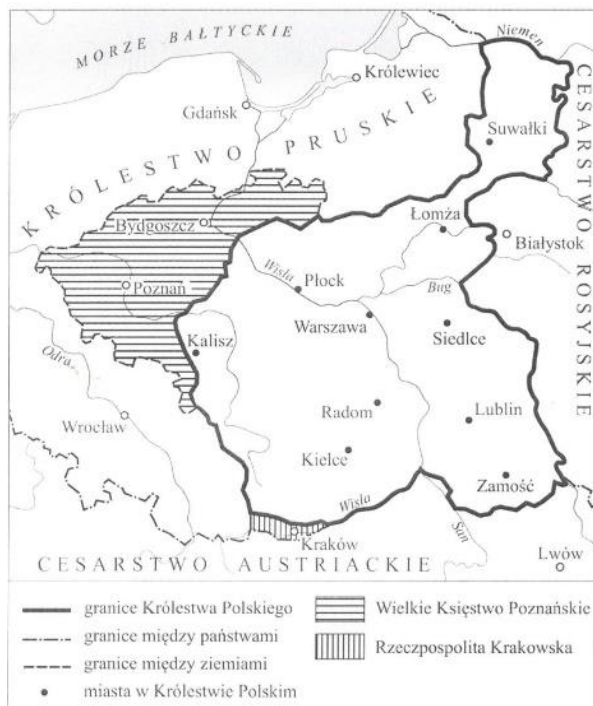 MORZE BAŁTYCKIE
Niemen
Królewiec
Gdańsk
CESARSTWO ROSYJSKIE
Suwałki
KRÓLESTWO PRUSKIE
Łomża
Bydgoszcz
Białystok
Wisła
Płock
Bug
Poznań
Warszawa
Siedlce
Kalisz
Odra
Radom
Lublin
Wrocław
Kielce
Zamość
Wisła
Kraków
San
Lwów
CESARSTWO AUSTRIACKIE
granice Królestwa Polskiego
granice między państwami
granice między ziemiami
miasta w Królestwie Polskim
Wielkie Księstwo Poznańskie
Rzeczpospolita Krakowska